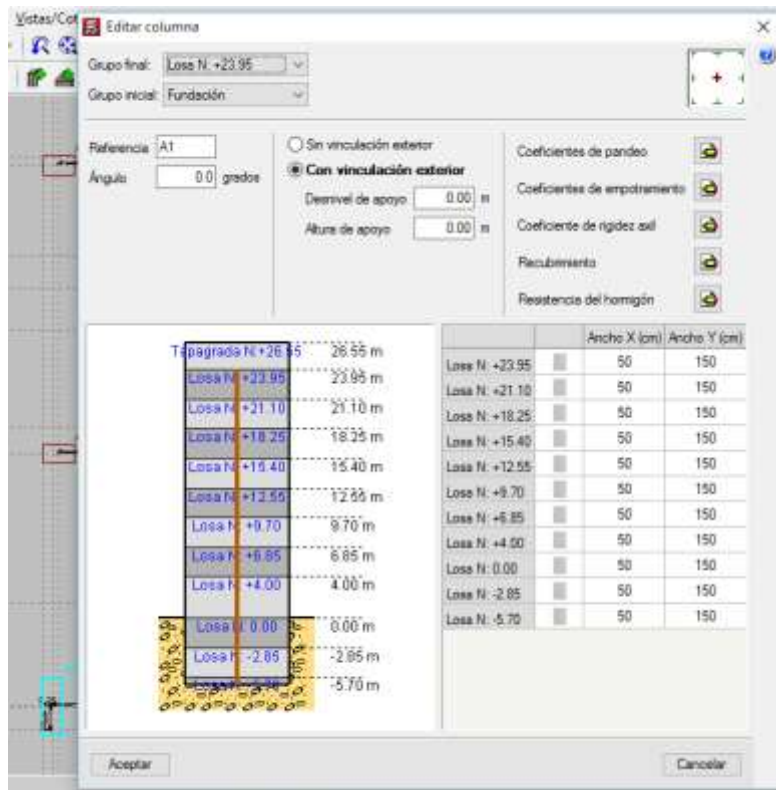 Vistas/Cot
Editar columna
Grupo final: Losa N: +23.95
Grupo inicial: Fundación
Referencia A1
Ángulo 0.0 grados
Sin vinculación exterior
Con vinculación exterior
Desnivel de apoyo 0.00 m
Altura de apoyo 0.00 m
Coeficientes de pandeo
Coeficientes de empotramiento
Coeficiente de rigidez axil
Recubrimiento
Resistencia del hormigón
Tapagrada N:+26.55 26.55 m
Losa N: +23.95 23.95 m
Losa N: +21.10 21.10 m
Losa N: +18.25 18.25 m
Losa N: +15.40 15.40 m
Losa N: +12.55 12.55 m
Losa N: +9.70 9.70 m
Losa N: +6.85 6.85 m
Losa N: +4.00 4.00 m
Losa N: 0.00 0.00 m
Losa N: -2.85 -2.85 m
-5.70 m
Ancho X (cm) Ancho Y (cm)
Losa N: +23.95 50 150
Losa N: +21.10 50 150
Losa N: +18.25 50 150
Losa N: +15.40 50 150
Losa N: +12.55 50 150
Losa N: +9.70 50 150
Losa N: +6.85 50 150
Losa N: +4.00 50 150
Losa N: 0.00 50 150
Losa N: -2.85 50 150
Losa N: -5.70 50 150
Aceptar
Cancelar